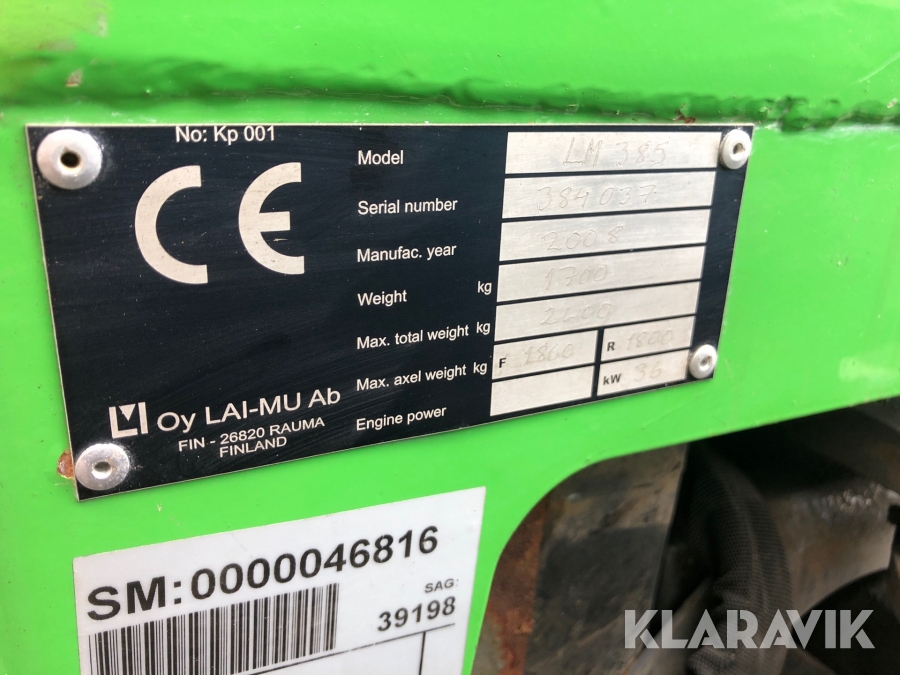 No: Kp 001
CE
Model LM 385
Serial number 384037
Manufac. year 2008
Weight kg 1700
Max. total weight kg 2200
Max. axel weight kg F 1800 R 1800
Engine power kW 36
LM Oy LAI-MU Ab
FIN - 26820 RAUMA
FINLAND
SM:0000046816
SAG:
39198
KLARAVIK